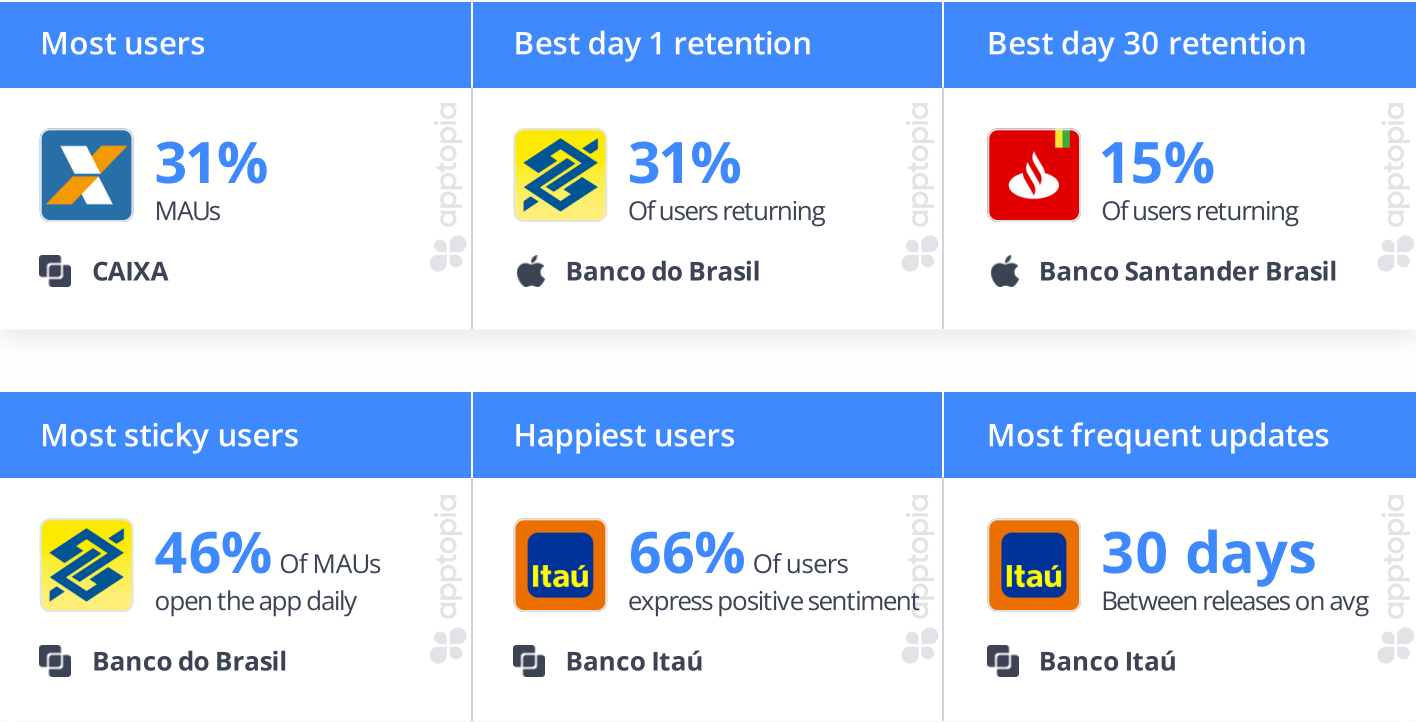 Most users
Best day 1 retention
Best day 30 retention
31%
MAUs
CAIXA
apptopia
31%
Of users returning
Banco do Brasil
apptopia
15%
Of users returning
Banco Santander Brasil
apptopia
Most sticky users
Happiest users
Most frequent updates
46% Of MAUs
open the app daily
Banco do Brasil
apptopia
Itaú
66% Of users
express positive sentiment
Banco Itaú
apptopia
Itaú
30 days
Between releases on avg
Banco Itaú
apptopia